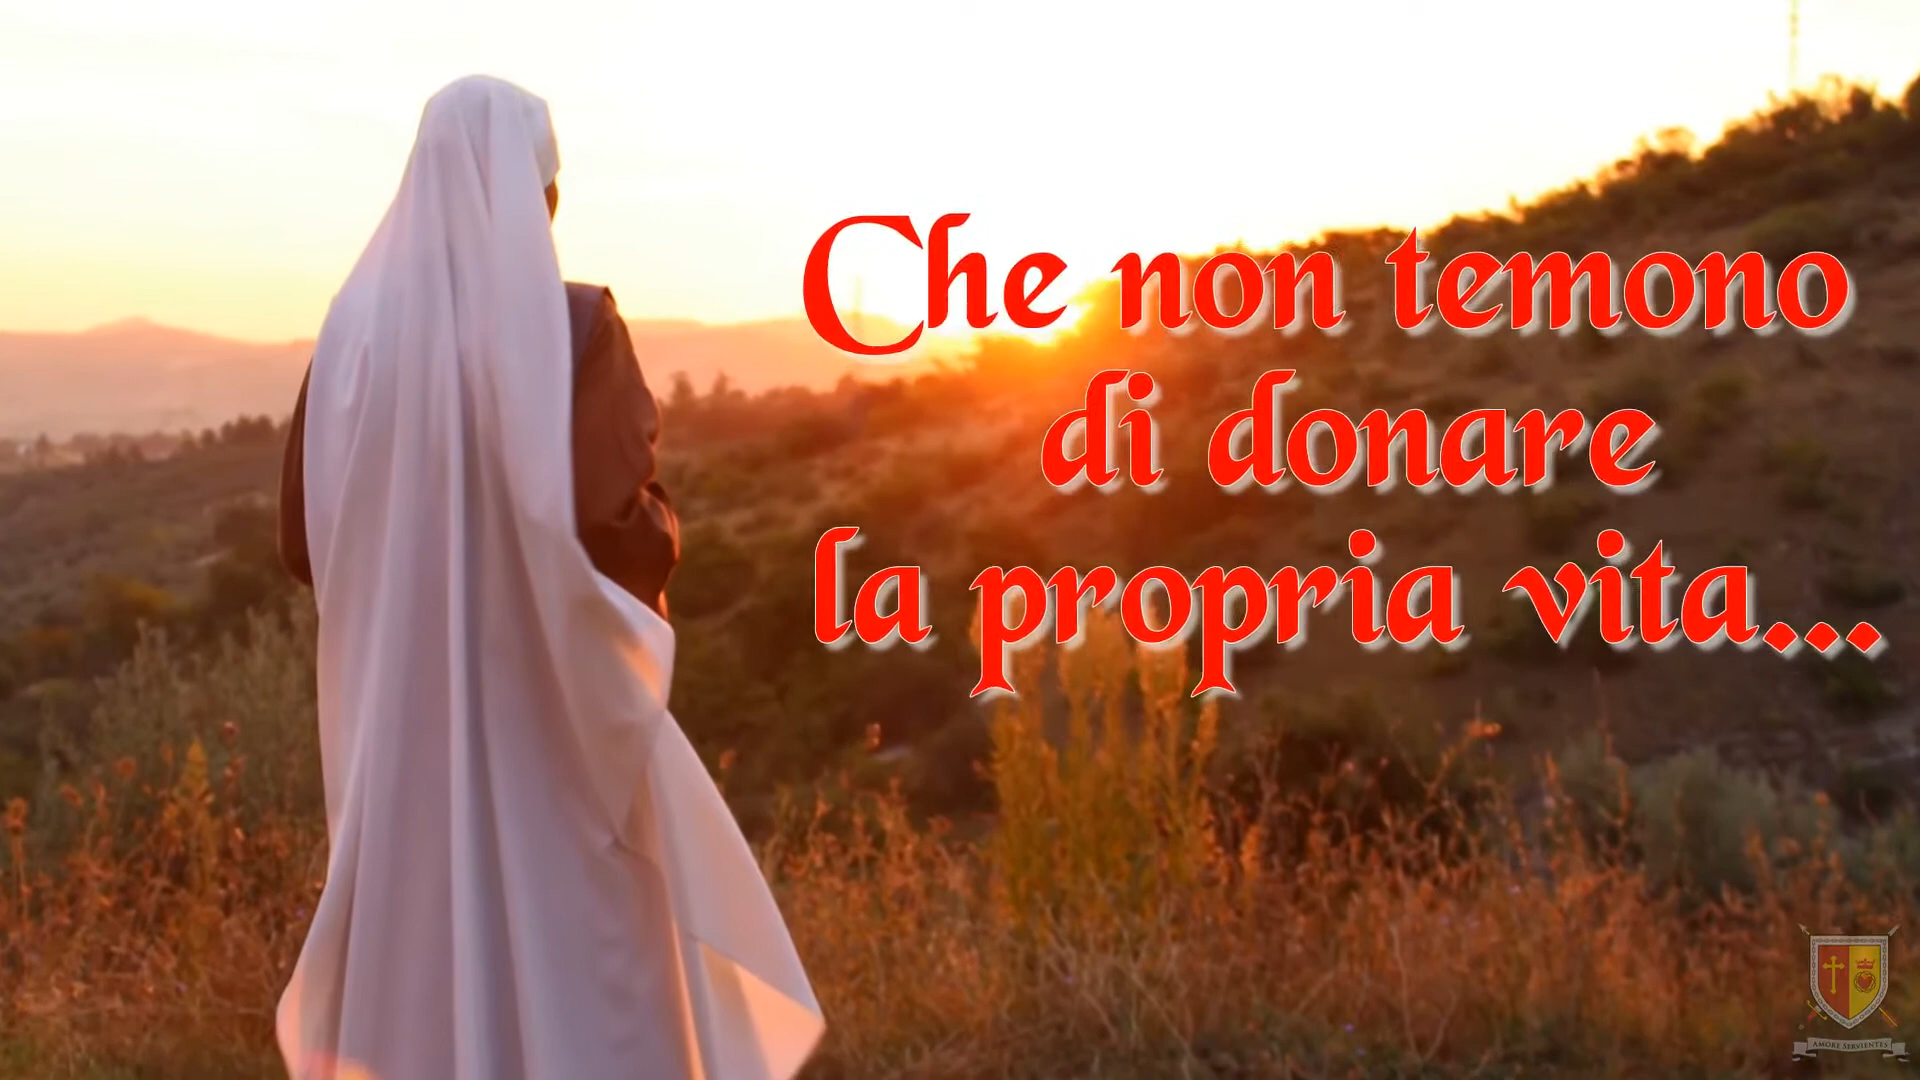 Che non temono
di donare
la propria vita...
AMORE SERVIENTES